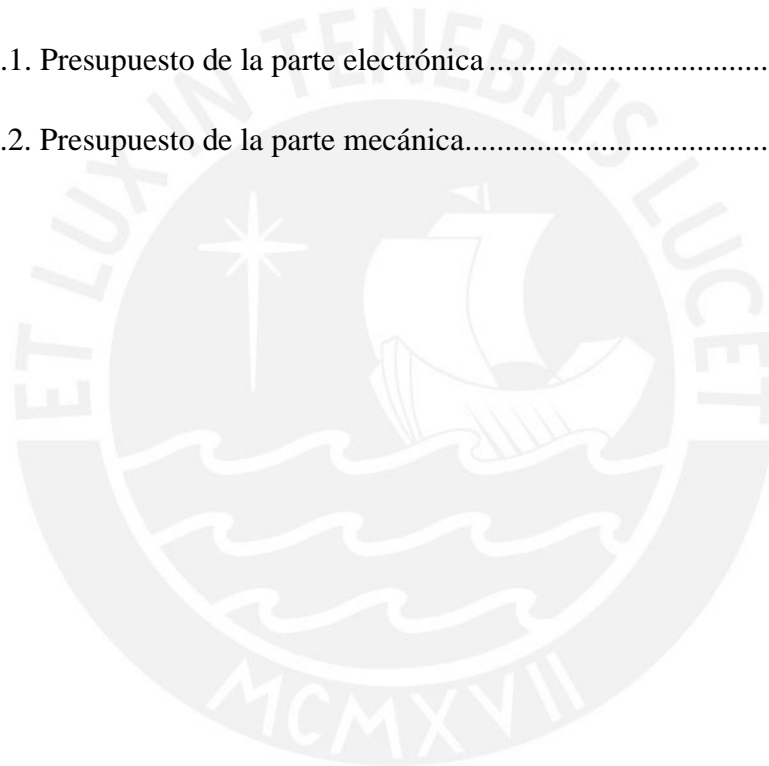 .1. Presupuesto de la parte electrónica ...................................
.2. Presupuesto de la parte mecánica......................................
ET LUX IN TENEBRIS LUCET
MCMXVII